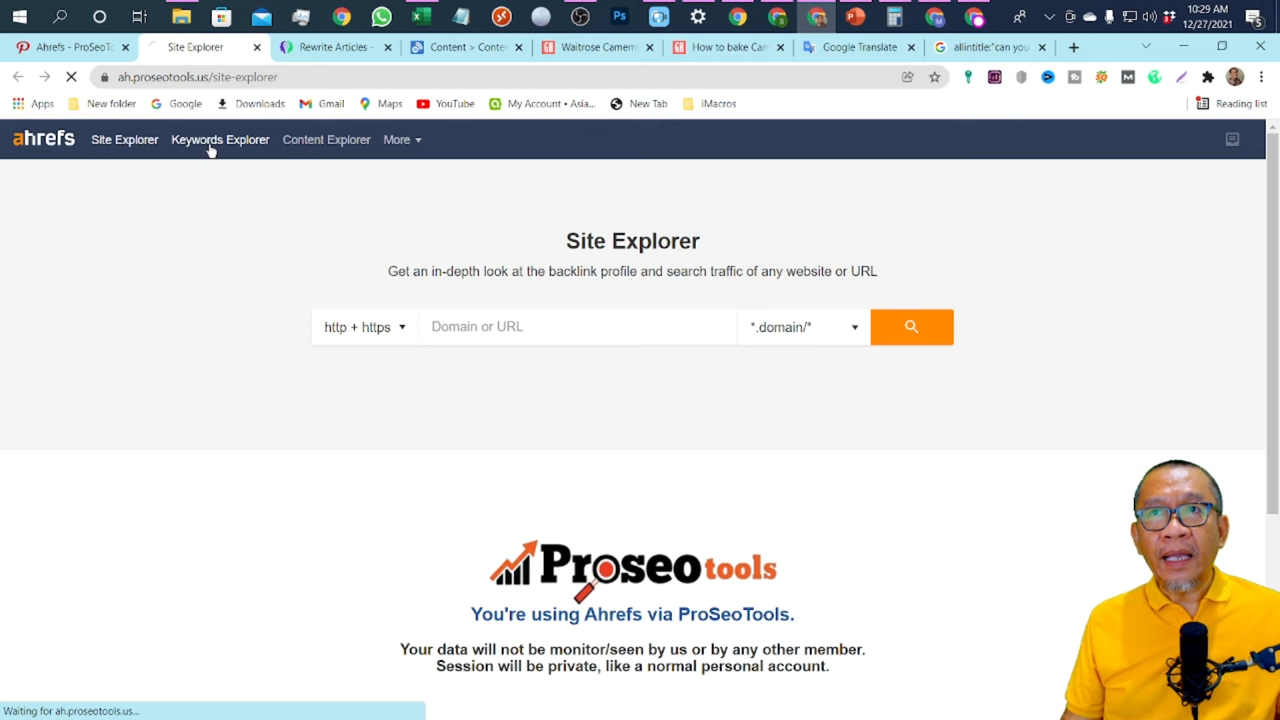 10:29 AM
12/27/2021
5
Ahrefs - ProSeoTo
Site Explorer
Rewrite Articles -
Content > Conte
Waitrose Camem
How to bake Cam
Google Translate
allintitle:"can you
ah.proseotools.us/site-explorer
Apps
New folder
Google
Downloads
Gmail
Maps
YouTube
My Account • Asia...
New Tab
iMacros
Reading list
ahrefs
Site Explorer
Keywords Explorer
Content Explorer
More
Site Explorer
Get an in-depth look at the backlink profile and search traffic of any website or URL
http + https
Domain or URL
*.domain/*
Proseo tools
You're using Ahrefs via ProSeoTools.
Your data will not be monitor/seen by us or by any other member.
Session will be private, like a normal personal account.
Waiting for ah.proseotools.us...